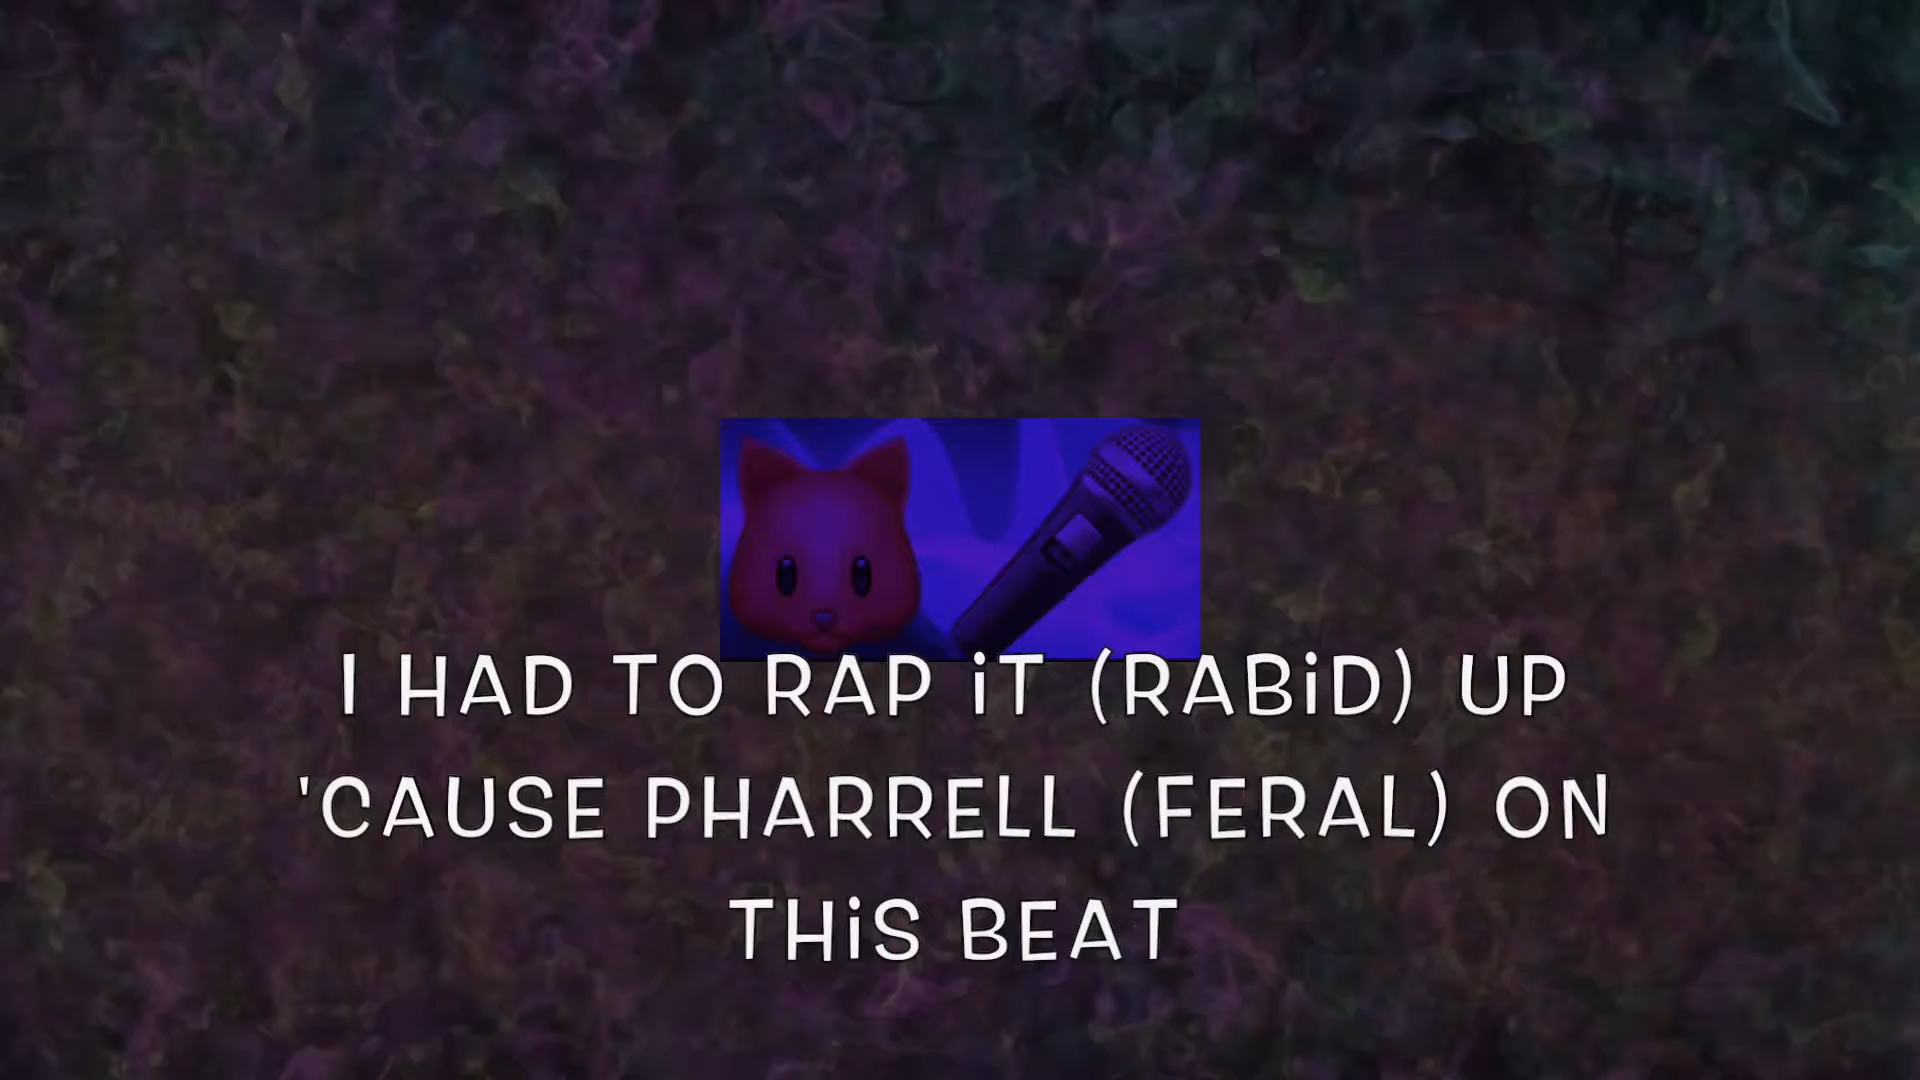 I HAD TO RAP iT (RABiD) UP
'CAUSE PHARRELL (FERAL) ON
THiS BEAT